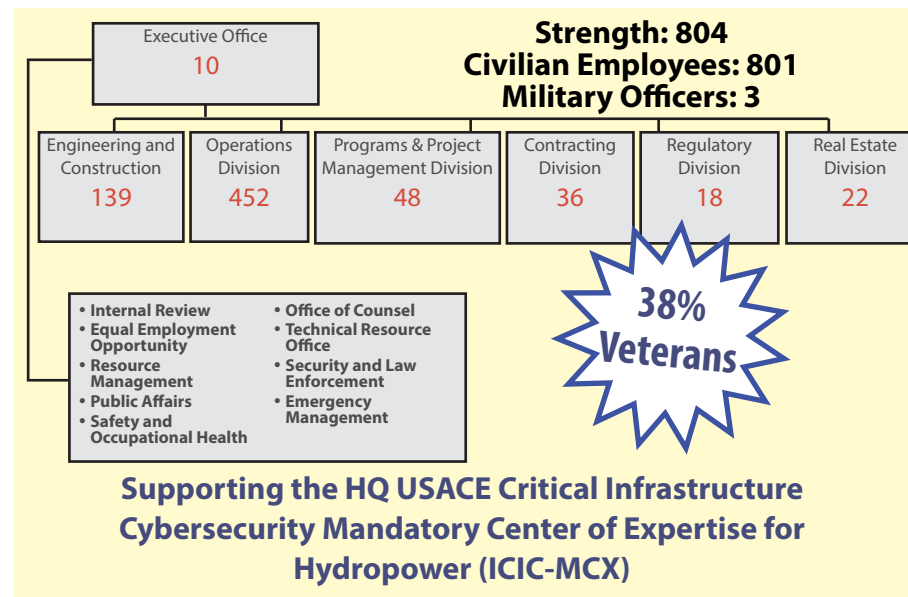 Executive Office
10
Strength: 804
Civilian Employees: 801
Military Officers: 3
Engineering and
Construction
139
Operations
Division
452
Programs & Project
Management Division
48
Contracting
Division
36
Regulatory
Division
18
Real Estate
Division
22
• Internal Review
• Equal Employment
Opportunity
• Resource
Management
• Public Affairs
• Safety and
Occupational Health
• Office of Counsel
• Technical Resource
Office
• Security and Law
Enforcement
• Emergency
Management
38%
Veterans
Supporting the HQ USACE Critical Infrastructure
Cybersecurity Mandatory Center of Expertise for
Hydropower (ICIC-MCX)